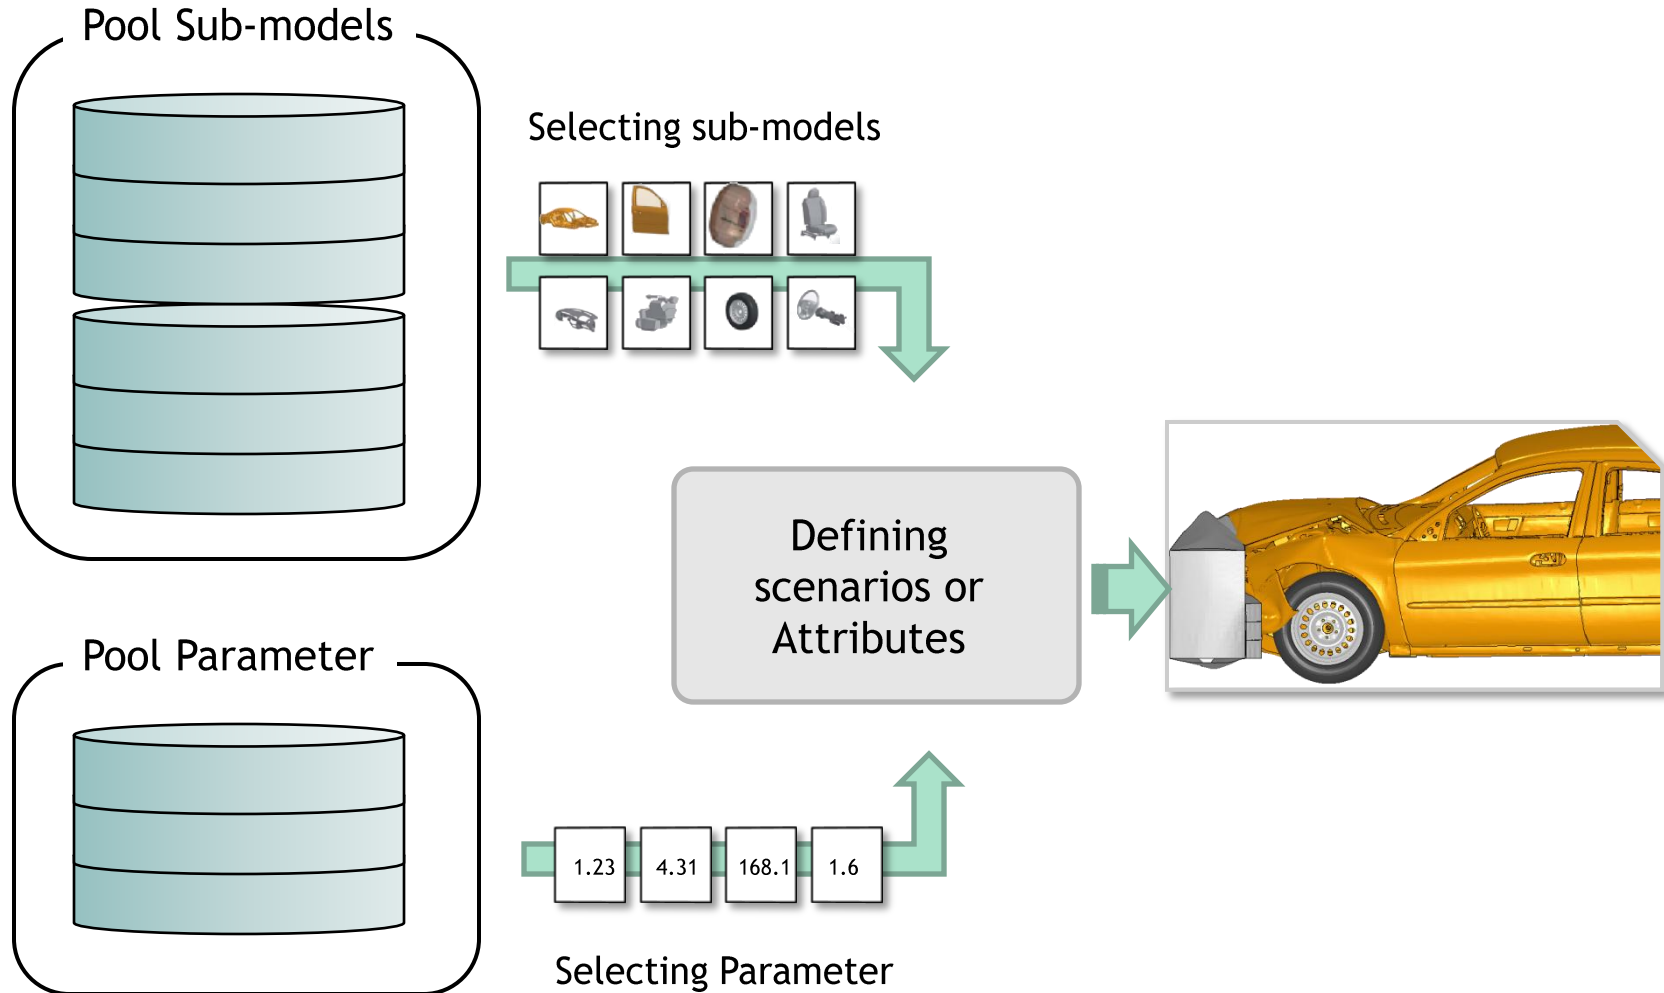 Pool Sub-models
Selecting sub-models
Defining
scenarios or
Attributes
Pool Parameter
1.23 4.31 168.1 1.6
Selecting Parameter